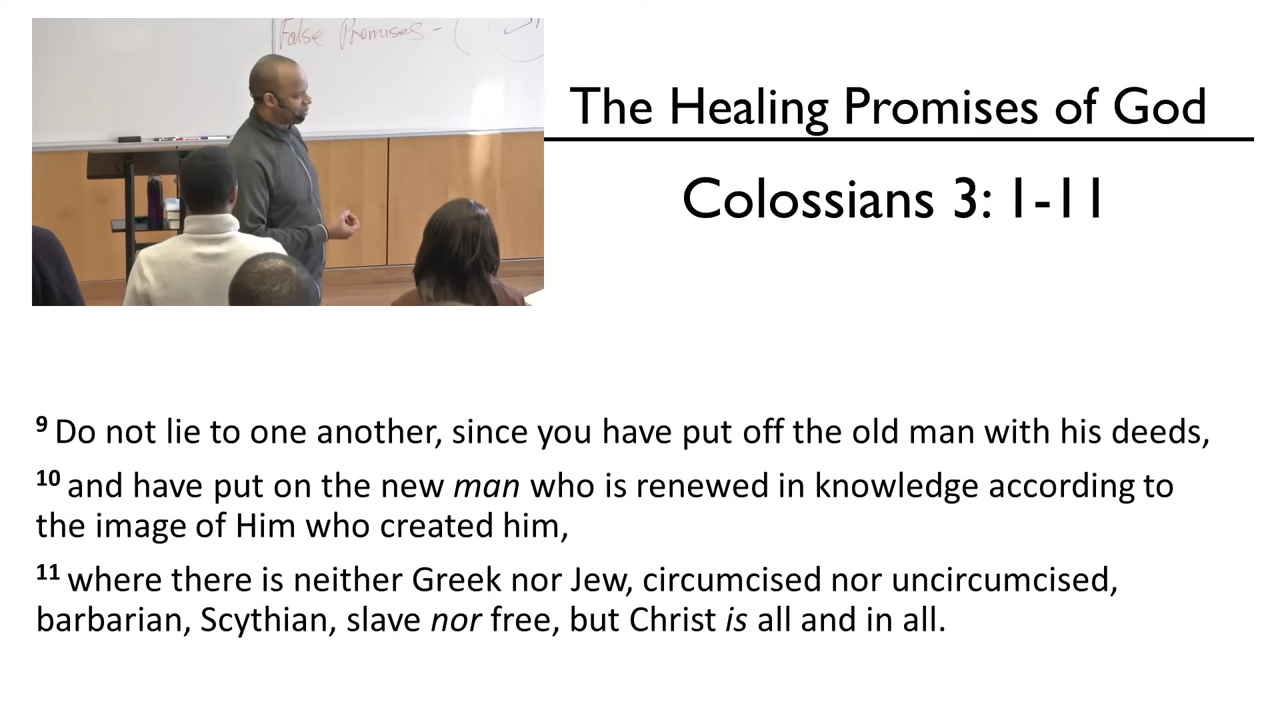 False Promises - (
The Healing Promises of God
Colossians 3: 1-11
9 Do not lie to one another, since you have put off the old man with his deeds,
10 and have put on the new man who is renewed in knowledge according to
the image of Him who created him,
11 where there is neither Greek nor Jew, circumcised nor uncircumcised,
barbarian, Scythian, slave nor free, but Christ is all and in all.